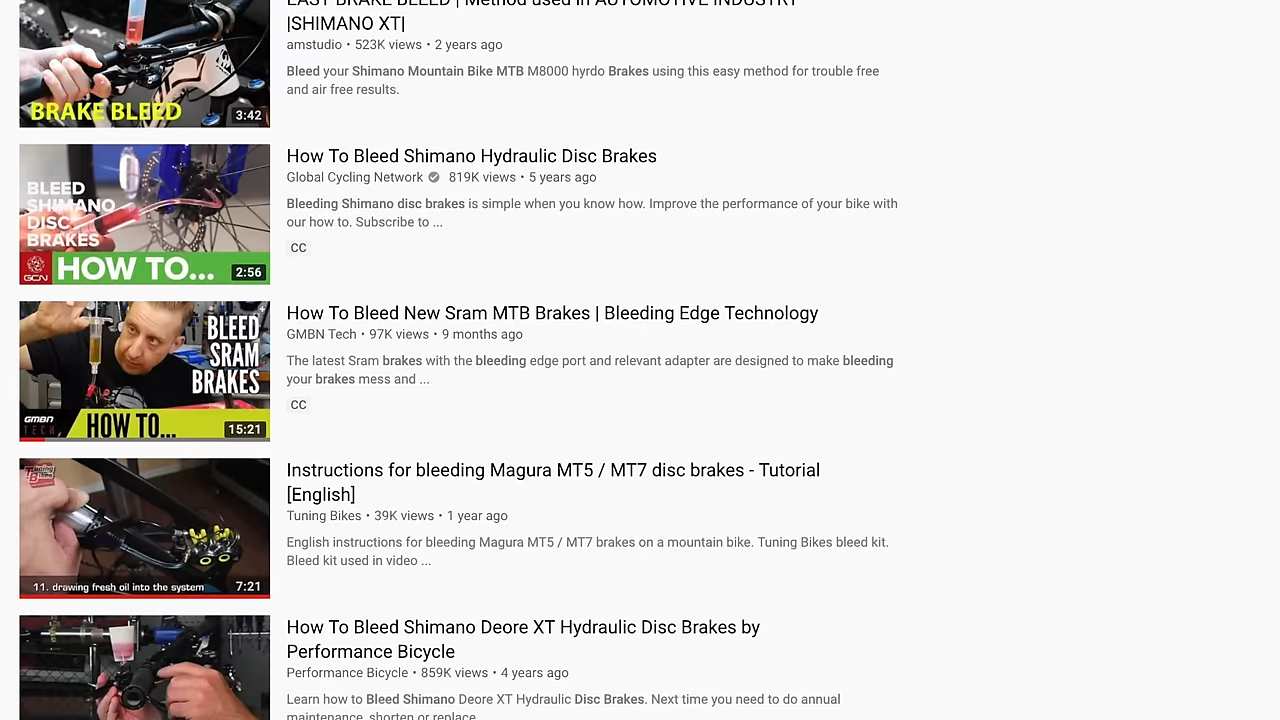 EASY BRAKE BLEED | Method used in AUTOMOTIVE INDUSTRY
|SHIMANO XT|
amstudio • 523K views • 2 years ago
Bleed your Shimano Mountain Bike MTB M8000 hyrdo Brakes using this easy method for trouble free
and air free results.
BRAKE BLEED
3:42
How To Bleed Shimano Hydraulic Disc Brakes
Global Cycling Network 819K views • 5 years ago
Bleeding Shimano disc brakes is simple when you know how. Improve the performance of your bike with
our how to. Subscribe to ...
CC
BLEED
SHIMANO
DISC
BRAKES
GCN
HOW TO...
2:56
How To Bleed New Sram MTB Brakes | Bleeding Edge Technology
GMBN Tech • 97K views • 9 months ago
The latest Sram brakes with the bleeding edge port and relevant adapter are designed to make bleeding
your brakes mess and ...
CC
BLEED
SRAM
BRAKES
GMBN
TECH
HOW TO...
15:21
Instructions for bleeding Magura MT5 / MT7 disc brakes - Tutorial
[English]
Tuning Bikes • 39K views • 1 year ago
English instructions for bleeding Magura MT5 / MT7 brakes on a mountain bike. Tuning Bikes bleed kit.
Bleed kit used in video ...
11. drawing fresh oil into the system
7:21
How To Bleed Shimano Deore XT Hydraulic Disc Brakes by
Performance Bicycle
Performance Bicycle • 859K views • 4 years ago
Learn how to Bleed Shimano Deore XT Hydraulic Disc Brakes. Next time you need to do annual
maintenance, shorten or replace